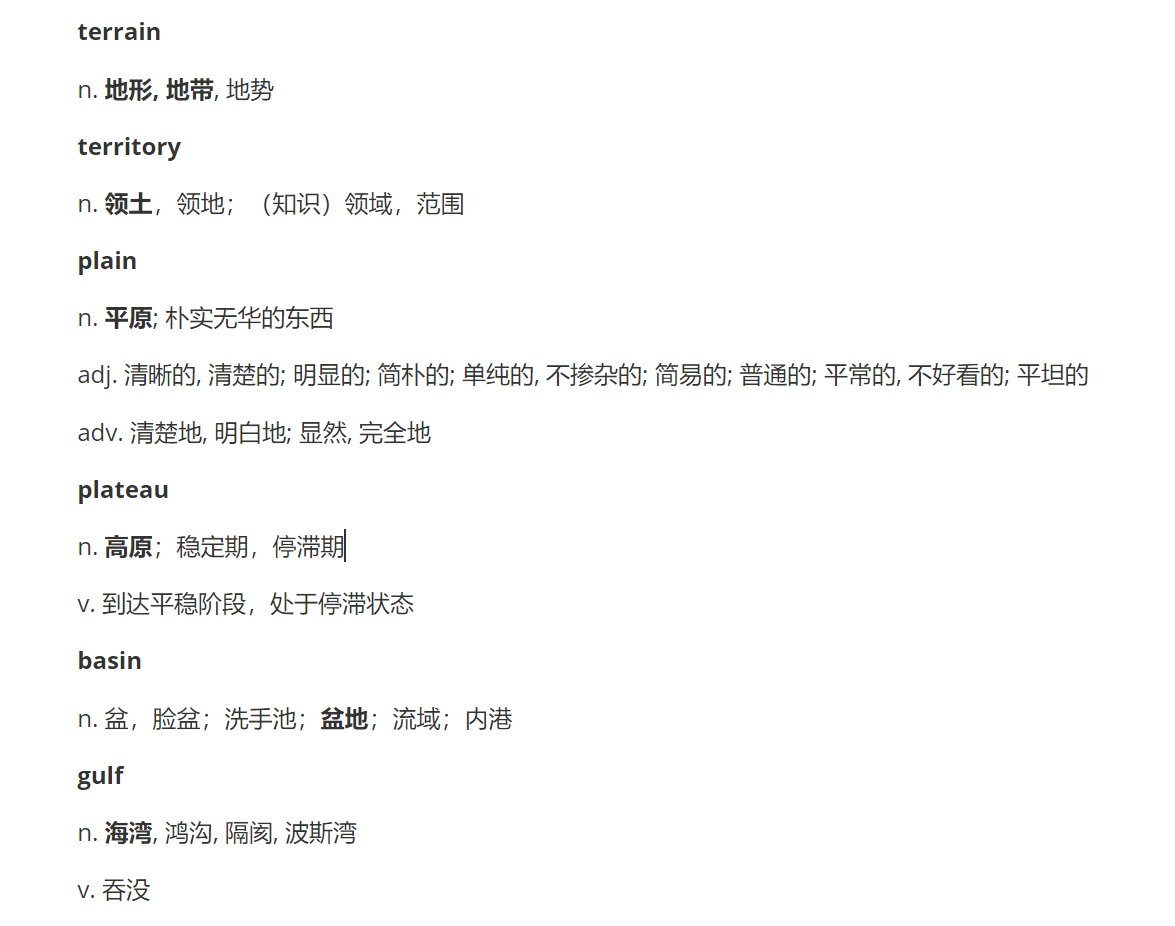 terrain
n. 地形, 地带, 地势
territory
n. 领土，领地；（知识）领域，范围
plain
n. 平原; 朴实无华的东西
adj. 清晰的, 清楚的; 明显的; 简朴的; 单纯的, 不掺杂的; 简易的; 普通的; 平常的, 不好看的; 平坦的
adv. 清楚地, 明白地; 显然, 完全地
plateau
n. 高原；稳定期，停滞期
v. 到达平稳阶段，处于停滞状态
basin
n. 盆，脸盆；洗手池；盆地；流域；内港
gulf
n. 海湾, 鸿沟, 隔阂, 波斯湾
v. 吞没